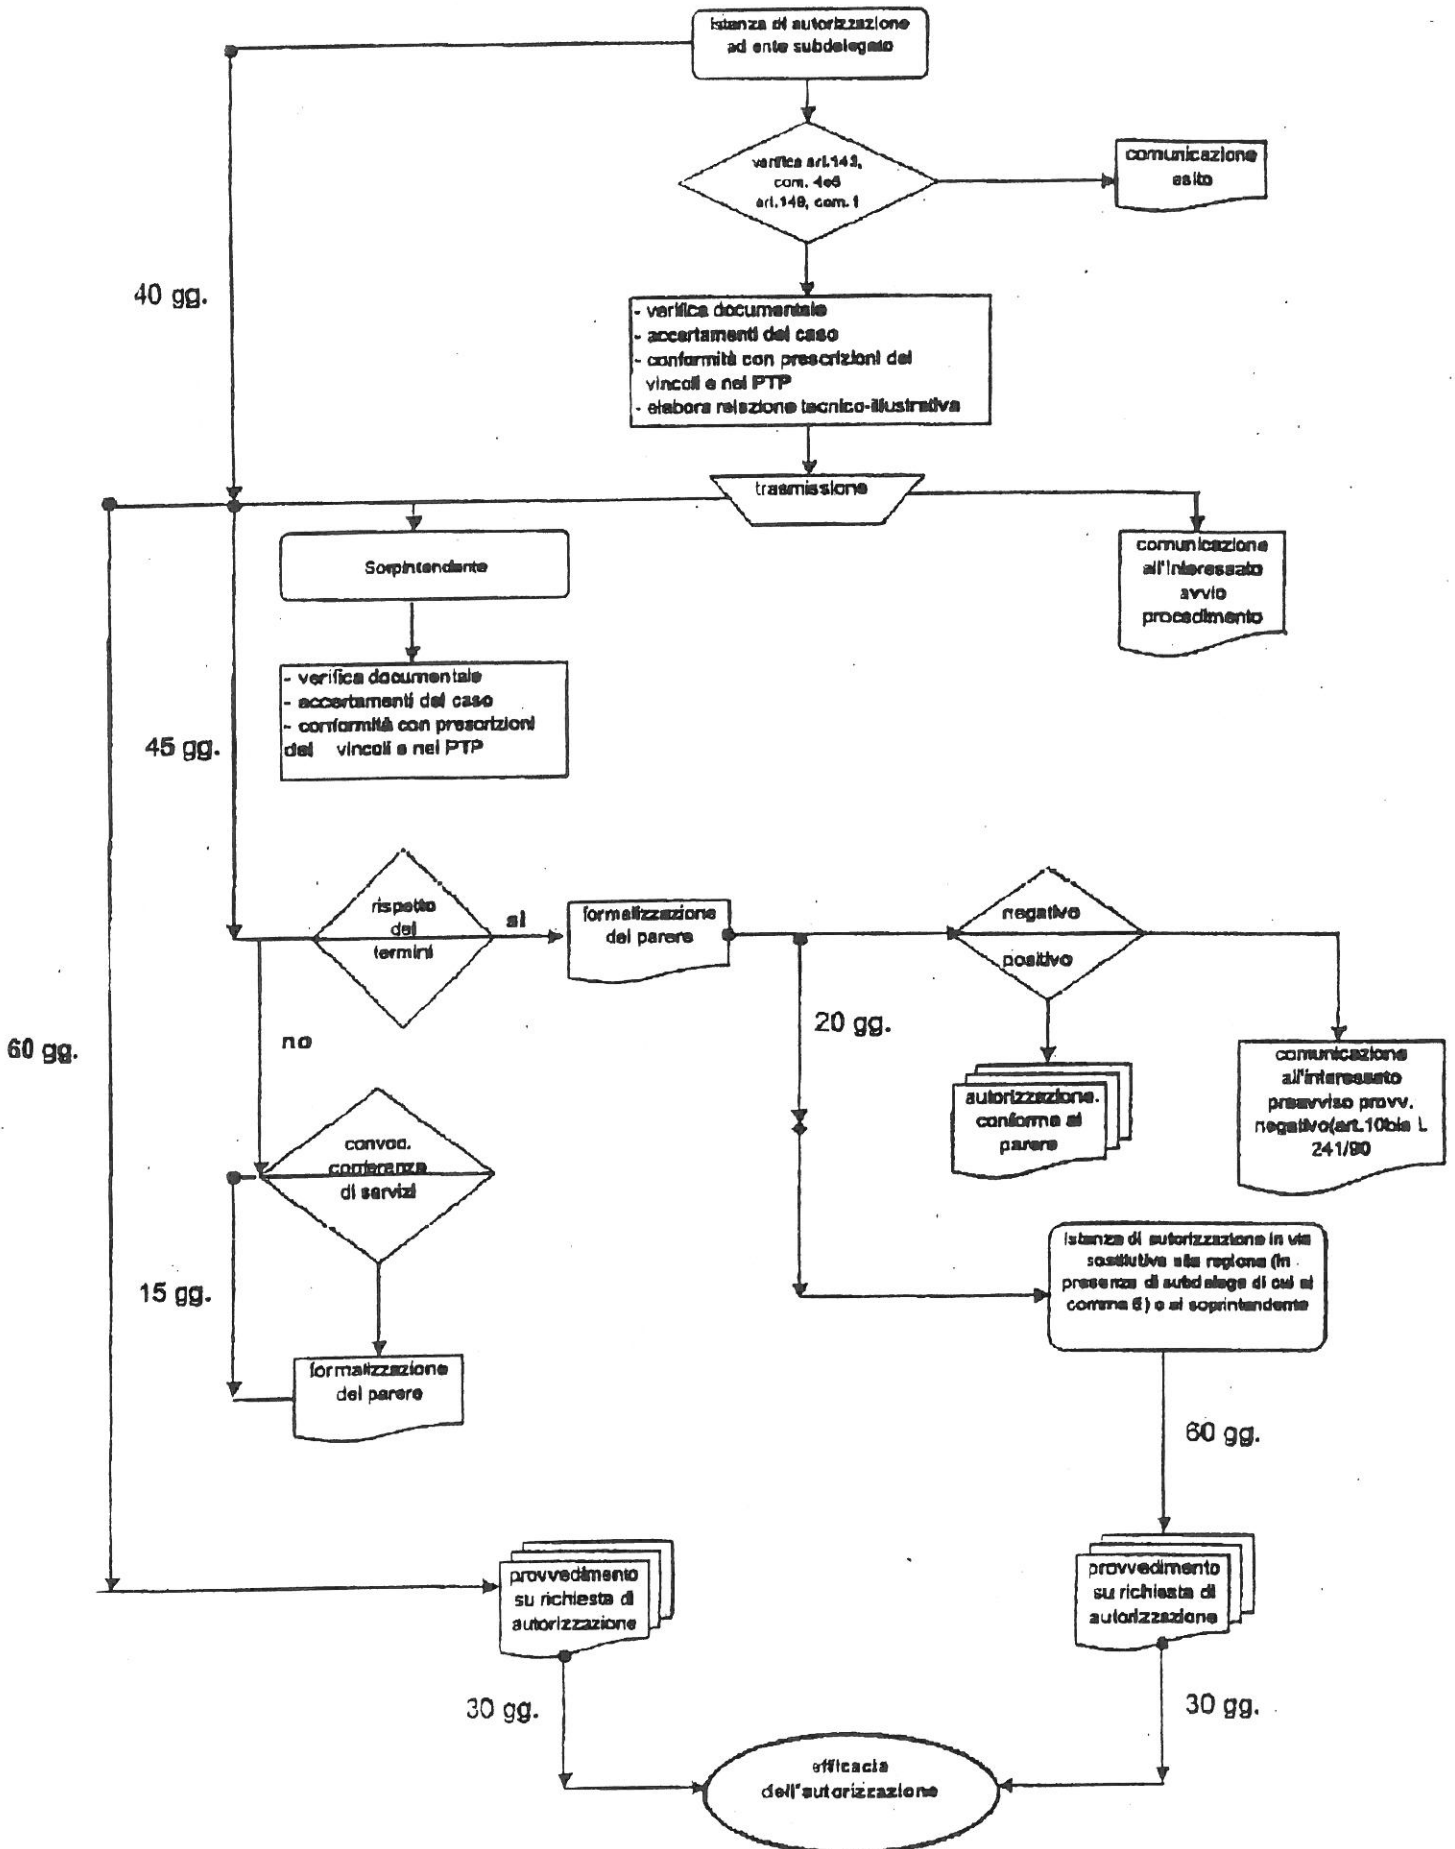 istanza di autorizzazione
ad ente subdelegato
verifica art.143,
com. 4e5
art.149, com.1
comunicazione
esito
40 gg.
- verifica documentale
- accertamenti del caso
- conformità con prescrizioni dei
vincoli e nei PTP
- elabora relazione tecnico-illustrativa
trasmissione
Sorpintendente
comunicazione
all'interessato
avvio
procedimento
- verifica documentale
- accertamenti del caso
- conformità con prescrizioni
dei vincoli e nei PTP
45 gg.
rispetto
dei
termini
si
formalizzazione
del parere
negativo
positivo
20 gg.
no
60 gg.
comunicazione
all'interessato
preavviso provv.
negativo(art.10bis L
241/90
autorizzazione.
conforme al
parere
convoc.
conferenza
di servizi
istanza di autorizzazione in via
sostitutiva alla regione (in
presenza di subdelega di cui al
comma 6) o al soprintendente
15 gg.
formalizzazione
del parere
60 gg.
provvedimento
su richiesta di
autorizzazione
provvedimento
su richiesta di
autorizzazione
30 gg.
30 gg.
efficacia
dell'autorizzazione